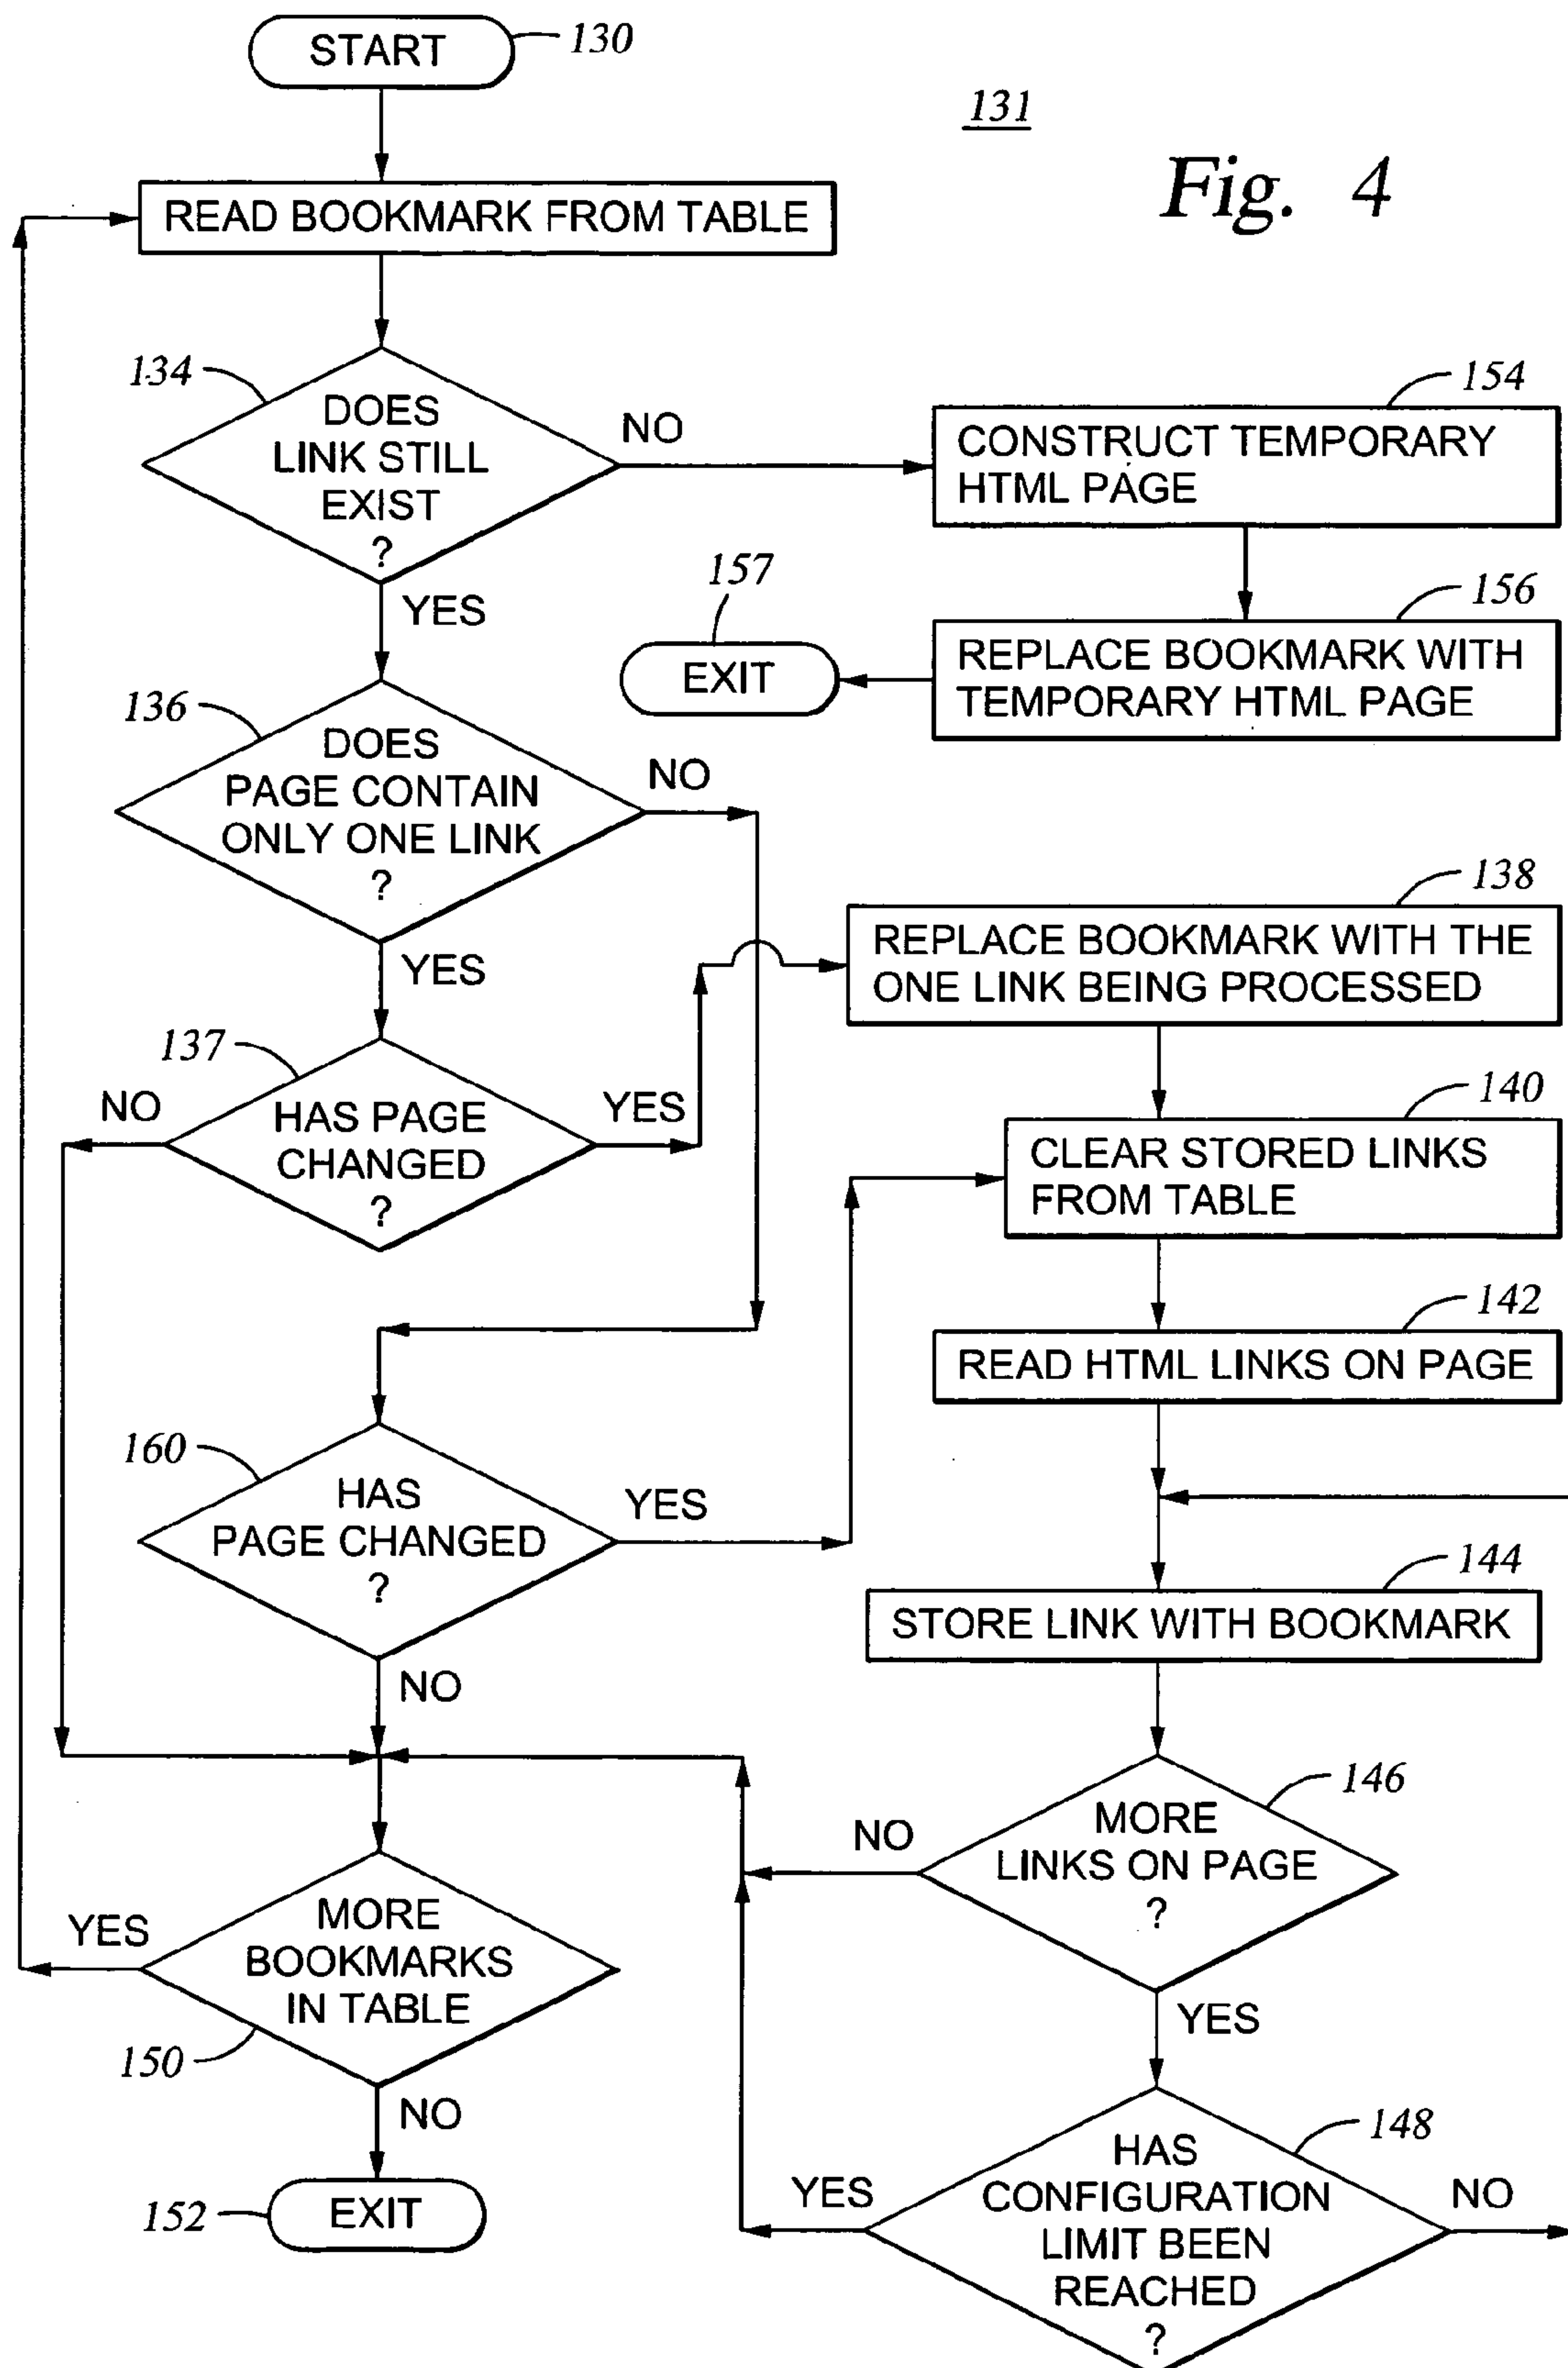 START
130
131
Fig. 4
READ BOOKMARK FROM TABLE
134
DOES
LINK STILL
EXIST
?
NO
YES
154
CONSTRUCT TEMPORARY
HTML PAGE
156
REPLACE BOOKMARK WITH
TEMPORARY HTML PAGE
157
EXIT
136
DOES
PAGE CONTAIN
ONLY ONE LINK
?
NO
YES
137
HAS PAGE
CHANGED
?
NO
YES
138
REPLACE BOOKMARK WITH THE
ONE LINK BEING PROCESSED
140
CLEAR STORED LINKS
FROM TABLE
142
READ HTML LINKS ON PAGE
160
HAS
PAGE CHANGED
?
YES
NO
144
STORE LINK WITH BOOKMARK
146
MORE
LINKS ON PAGE
?
NO
YES
150
MORE
BOOKMARKS
IN TABLE
YES
NO
152
EXIT
148
HAS
CONFIGURATION
LIMIT BEEN
REACHED
?
YES
NO